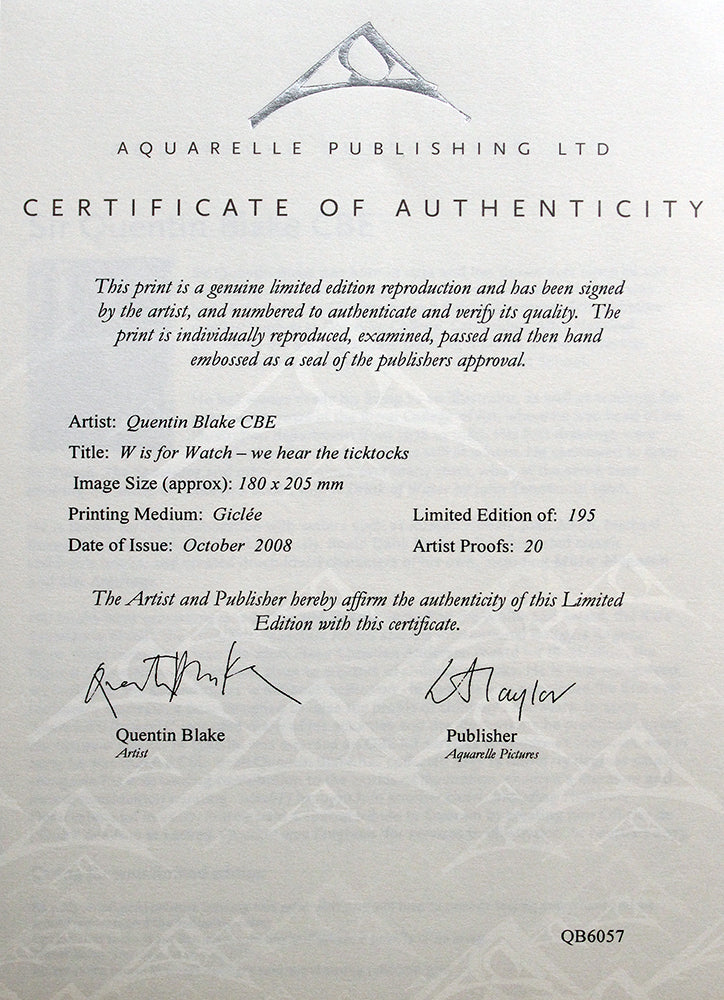 AQUARELLE PUBLISHING LTD
CERTIFICATE OF AUTHENTICITY
This print is a genuine limited edition reproduction and has been signed
by the artist, and numbered to authenticate and verify its quality. The
print is individually reproduced, examined, passed and then hand
embossed as a seal of the publishers approval.
Artist: Quentin Blake CBE
Title: W is for Watch – we hear the ticktocks
Image Size (approx): 180 x 205 mm
Printing Medium: Giclée Limited Edition of: 195
Date of Issue: October 2008 Artist Proofs: 20
The Artist and Publisher hereby affirm the authenticity of this Limited
Edition with this certificate.
Quentin Blake Taylor
Quentin Blake Publisher
Artist Aquarelle Pictures
QB6057